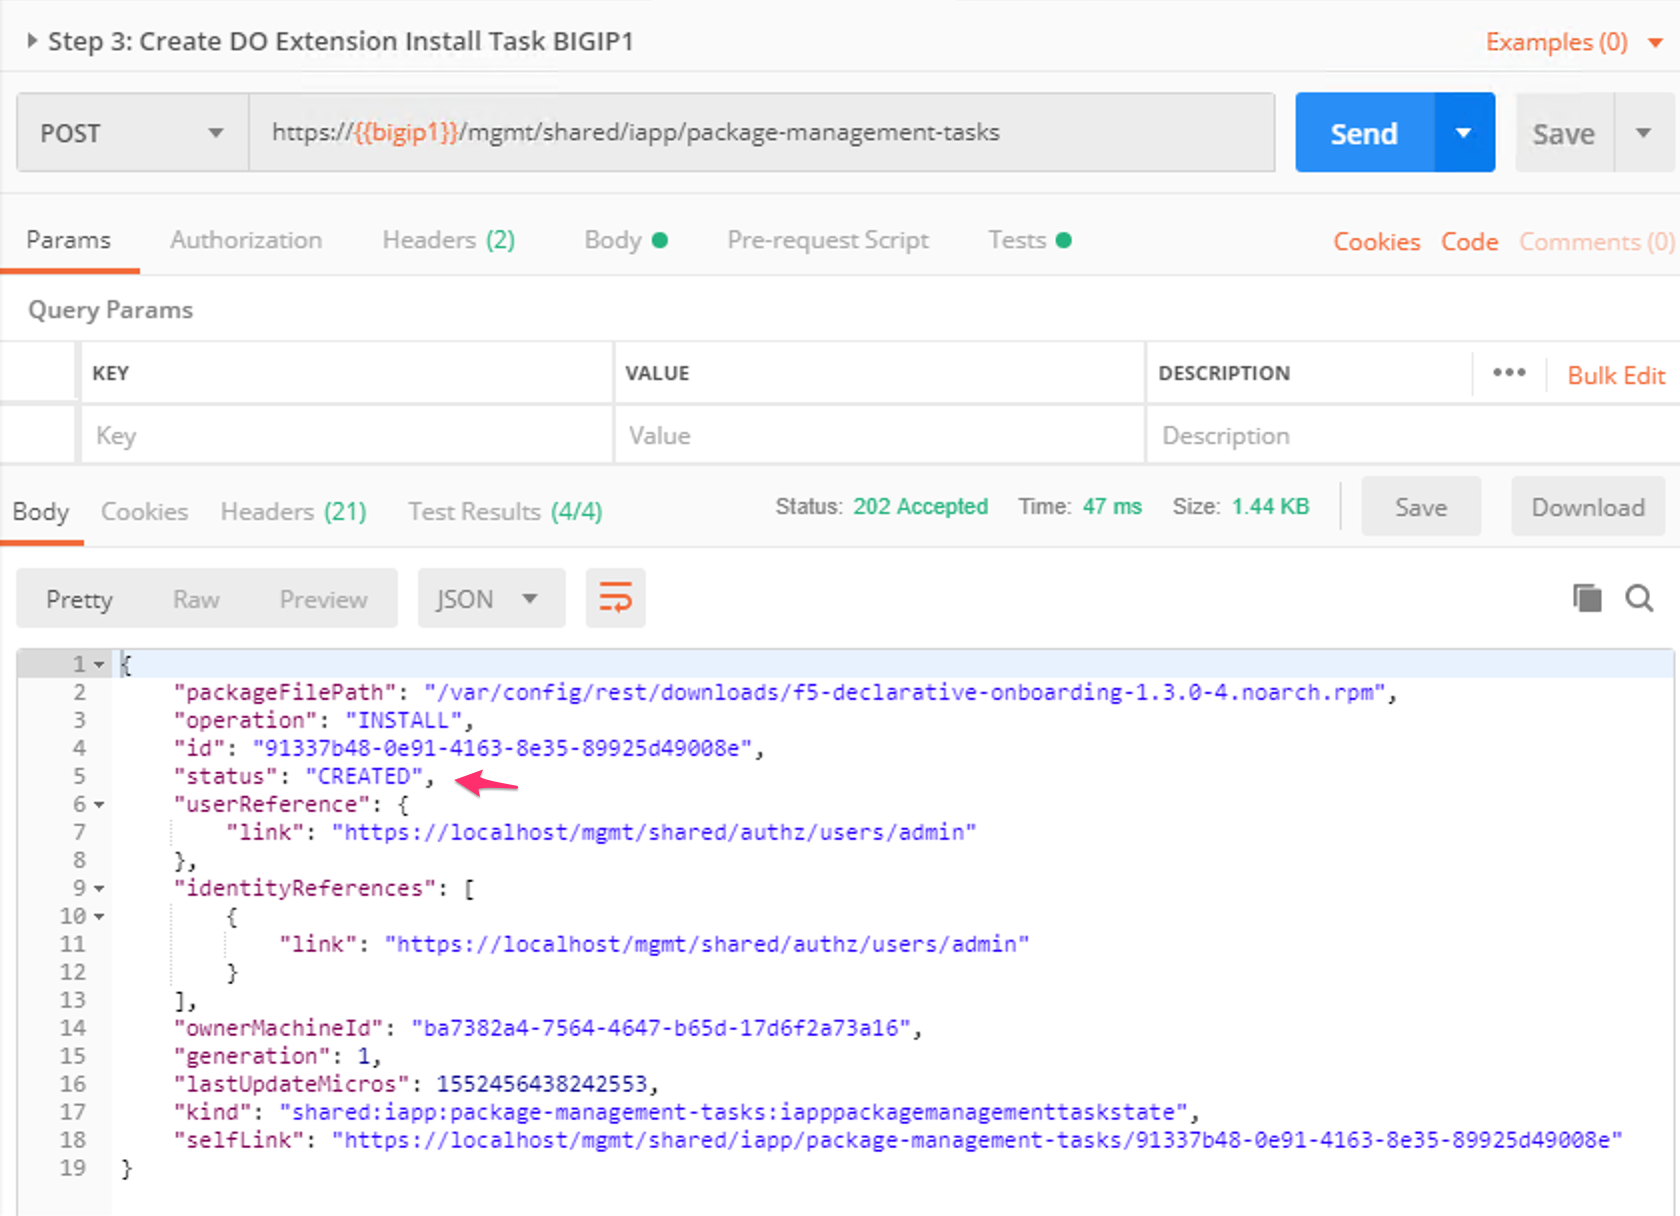 Step 3: Create DO Extension Install Task BIGIP1
Examples (0)
POST
https://{{bigip1}}/mgmt/shared/iapp/package-management-tasks
Send
Save
Params
Authorization
Headers (2)
Body
Pre-request Script
Tests
Cookies
Code
Comments (0)
Query Params
KEY
VALUE
DESCRIPTION
Bulk Edit
Key
Value
Description
Body
Cookies
Headers (21)
Test Results (4/4)
Status: 202 Accepted
Time: 47 ms
Size: 1.44 KB
Save
Download
Pretty
Raw
Preview
JSON
1 {
2 "packageFilePath": "/var/config/rest/downloads/f5-declarative-onboarding-1.3.0-4.noarch.rpm",
3 "operation": "INSTALL",
4 "id": "91337b48-0e91-4163-8e35-89925d49008e",
5 "status": "CREATED",
6 "userReference": {
7 "link": "https://localhost/mgmt/shared/authz/users/admin"
8 },
9 "identityReferences": [
10 {
11 "link": "https://localhost/mgmt/shared/authz/users/admin"
12 }
13 ],
14 "ownerMachineId": "ba7382a4-7564-4647-b65d-17d6f2a73a16",
15 "generation": 1,
16 "lastUpdateMicros": 1552456438242553,
17 "kind": "shared:iapp:package-management-tasks:iapppackagemanagementtaskstate",
18 "selfLink": "https://localhost/mgmt/shared/iapp/package-management-tasks/91337b48-0e91-4163-8e35-89925d49008e"
19 }